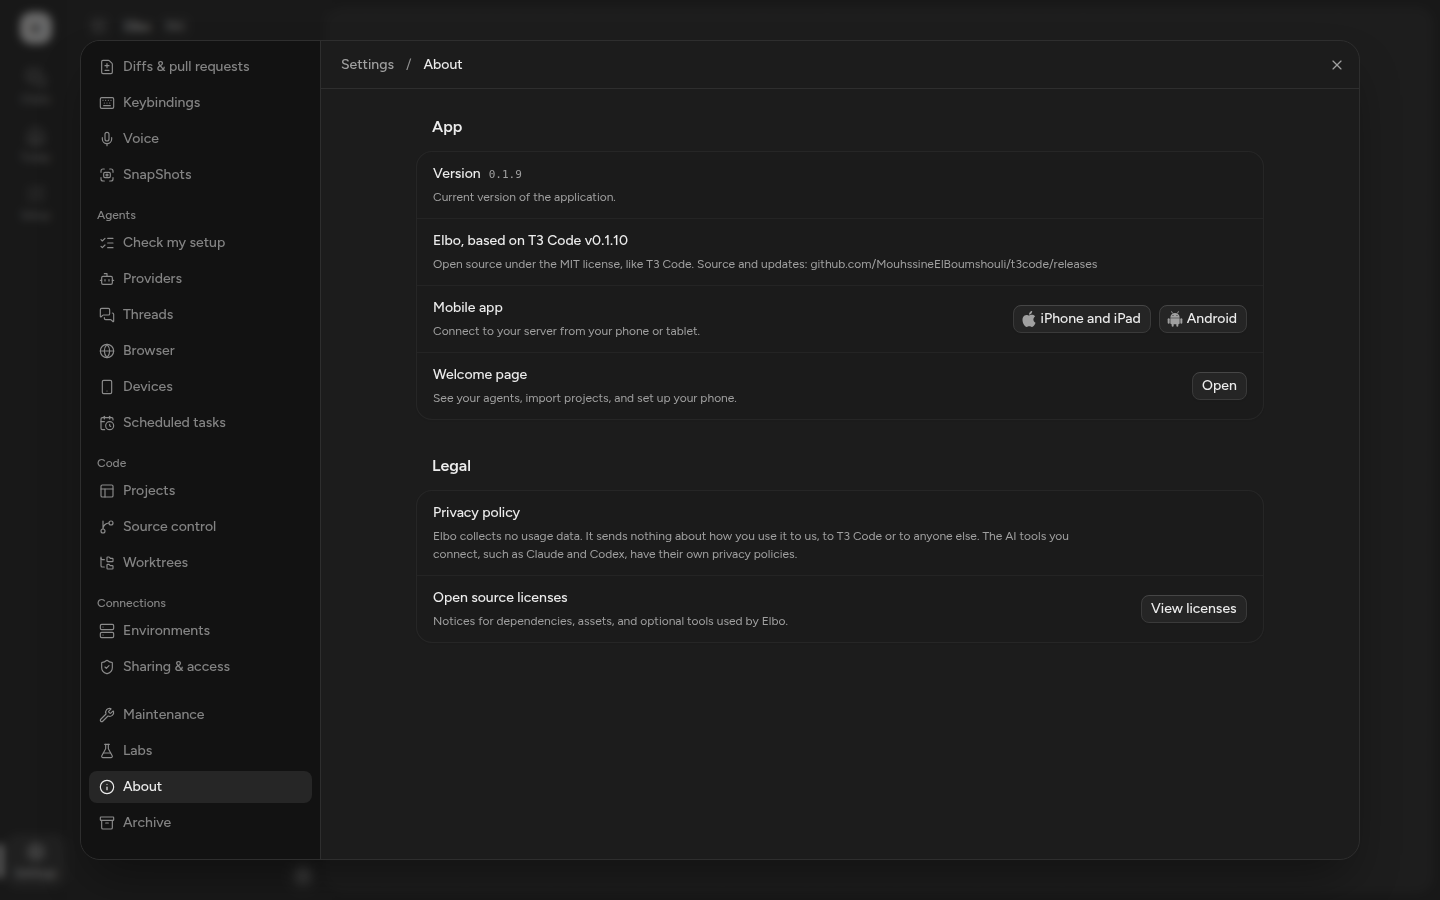 Diffs & pull requests
Keybindings
Voice
SnapShots
Agents
Check my setup
Providers
Threads
Browser
Devices
Scheduled tasks
Code
Projects
Source control
Worktrees
Connections
Environments
Sharing & access
Maintenance
Labs
About
Archive
Settings / About
App
Version 0.1.9
Current version of the application.
Elbo, based on T3 Code v0.1.10
Open source under the MIT license, like T3 Code. Source and updates: github.com/MouhssineElBoumshouli/t3code/releases
Mobile app
Connect to your server from your phone or tablet.
iPhone and iPad
Android
Welcome page
See your agents, import projects, and set up your phone.
Open
Legal
Privacy policy
Elbo collects no usage data. It sends nothing about how you use it to us, to T3 Code or to anyone else. The AI tools you
connect, such as Claude and Codex, have their own privacy policies.
Open source licenses
Notices for dependencies, assets, and optional tools used by Elbo.
View licenses